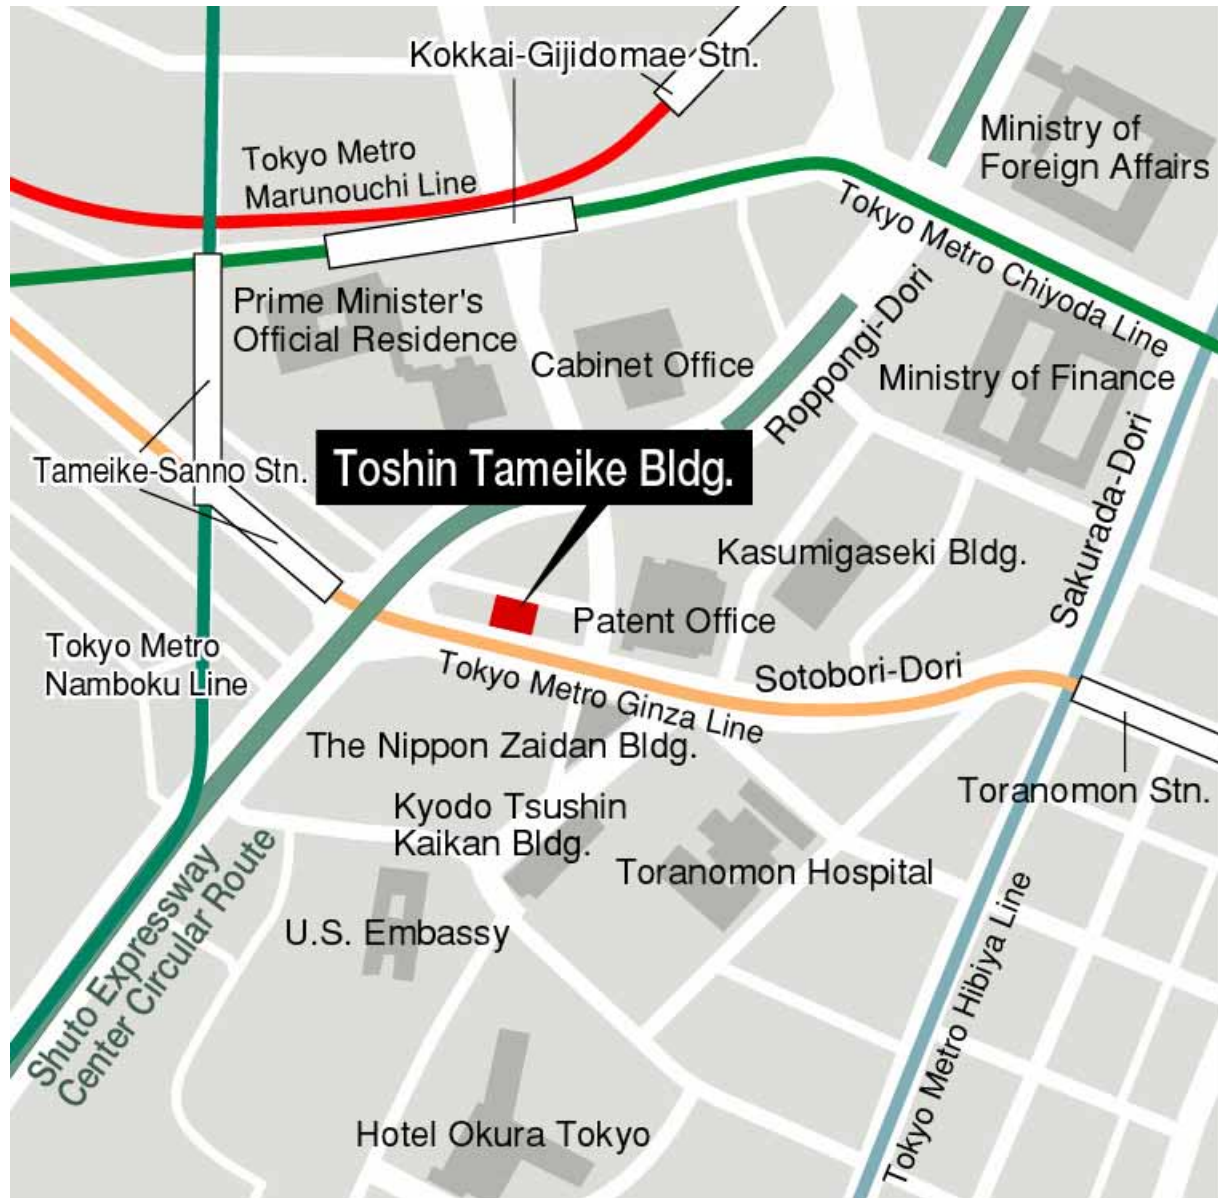 Kokkai-Gijidomae Stn.
Ministry of
Foreign Affairs
Tokyo Metro
Marunouchi Line
Tokyo Metro Chiyoda Line
Prime Minister's
Official Residence
Cabinet Office
Roppongi-Dori
Ministry of Finance
Tameike-Sanno Stn.
Toshin Tameike Bldg.
Sakurada-Dori
Kasumigaseki Bldg.
Patent Office
Tokyo Metro
Namboku Line
Sotobori-Dori
Tokyo Metro Ginza Line
The Nippon Zaidan Bldg.
Toranomon Stn.
Kyodo Tsushin
Kaikan Bldg.
Toranomon Hospital
Shuto Expressway
Center Circular Route
U.S. Embassy
Tokyo Metro Hibiya Line
Hotel Okura Tokyo